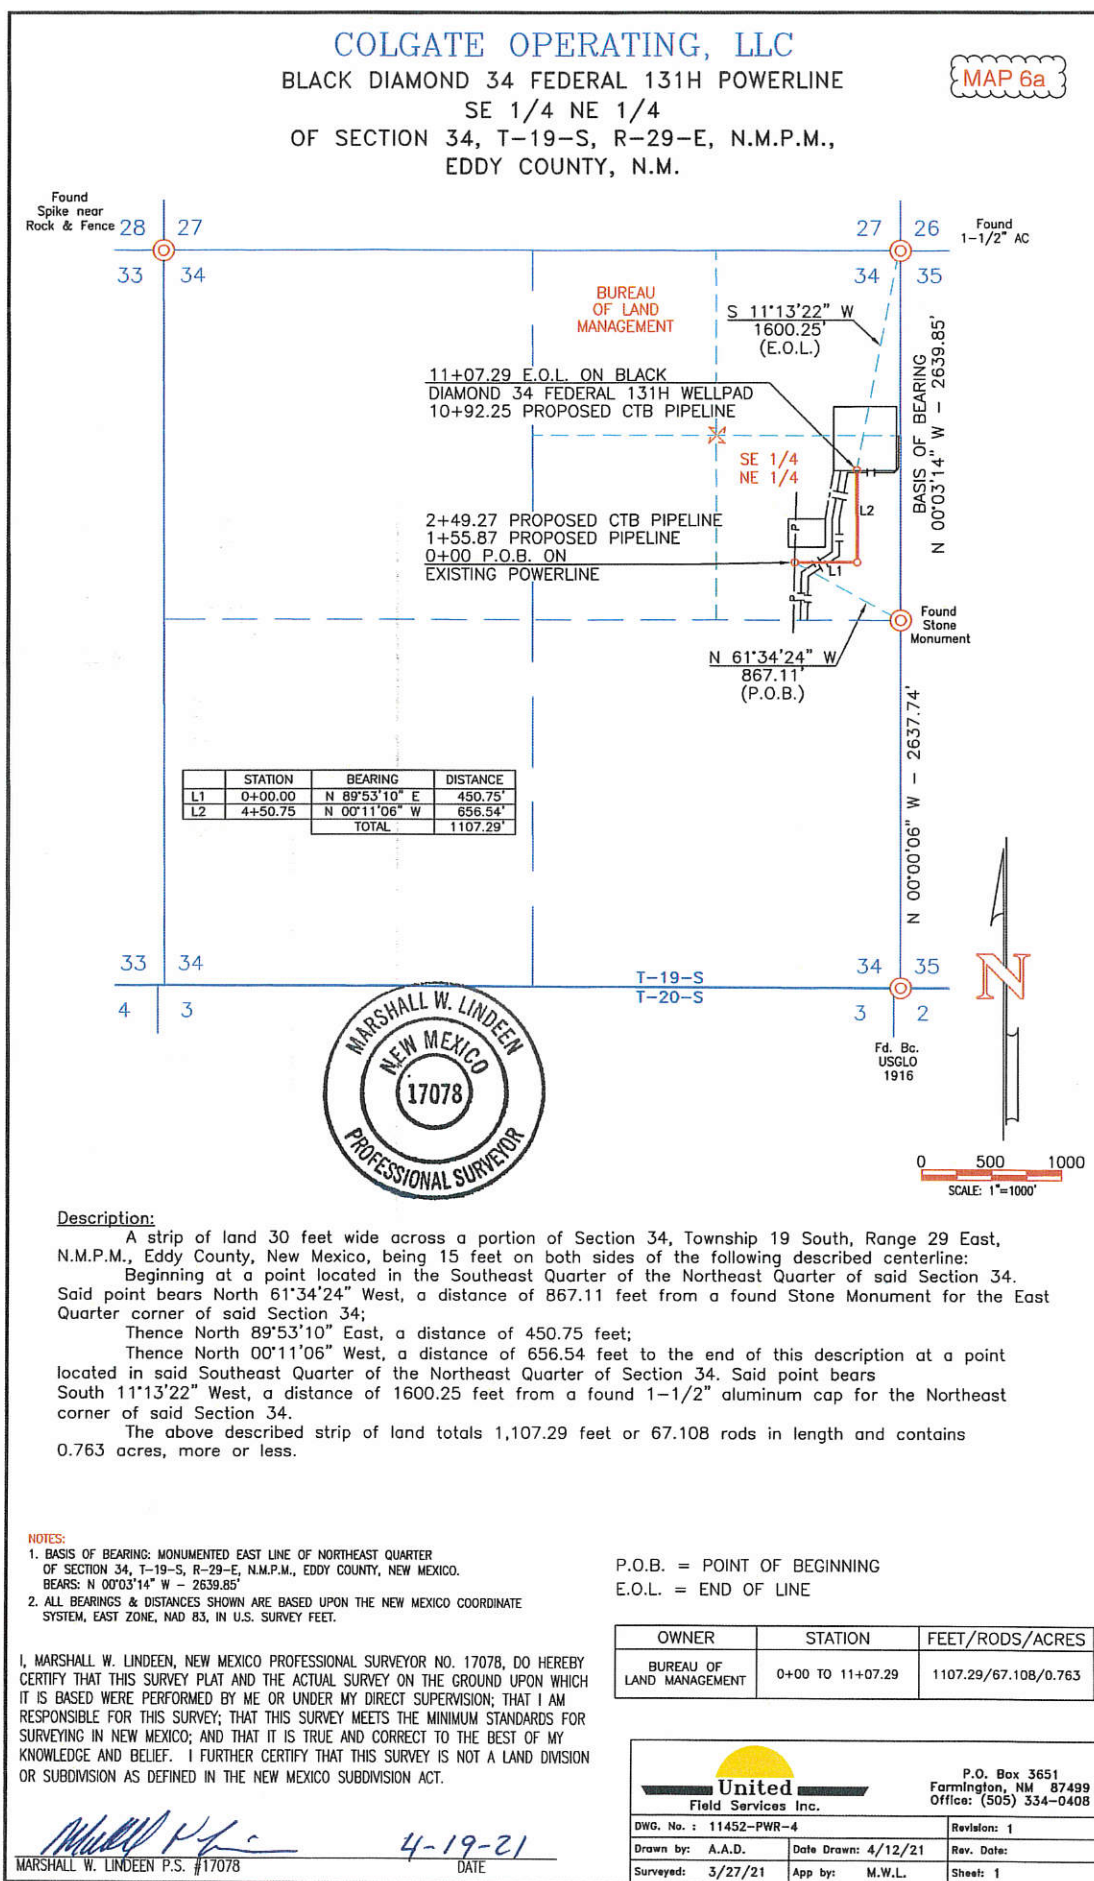 COLGATE OPERATING, LLC
BLACK DIAMOND 34 FEDERAL 131H POWERLINE
SE 1/4 NE 1/4
OF SECTION 34, T-19-S, R-29-E, N.M.P.M.,
EDDY COUNTY, N.M.
MAP 6a
Found
Spike near
Rock & Fence
28 27
33 34
27 26
34 35
Found
1-1/2" AC
BUREAU
OF LAND
MANAGEMENT
S 11°13'22" W
1600.25'
(E.O.L.)
BASIS OF BEARING
N 00°03'14" W - 2639.85'
11+07.29 E.O.L. ON BLACK
DIAMOND 34 FEDERAL 131H WELLPAD
10+92.25 PROPOSED CTB PIPELINE
SE 1/4
NE 1/4
L2
P
2+49.27 PROPOSED CTB PIPELINE
1+55.87 PROPOSED PIPELINE
0+00 P.O.B. ON
EXISTING POWERLINE
L1
P
Found
Stone
Monument
N 61°34'24" W
867.11'
(P.O.B.)
N 00°00'06" W - 2637.74'
STATION BEARING DISTANCE
L1 0+00.00 N 89°53'10" E 450.75'
L2 4+50.75 N 00°11'06" W 656.54'
TOTAL 1107.29'
33 34
4 3
T-19-S
T-20-S
34 35
3 2
Fd. Bc.
USGLO
1916
N
MARSHALL W. LINDEEN
NEW MEXICO
17078
PROFESSIONAL SURVEYOR
0 500 1000
SCALE: 1"=1000'
Description:
A strip of land 30 feet wide across a portion of Section 34, Township 19 South, Range 29 East,
N.M.P.M., Eddy County, New Mexico, being 15 feet on both sides of the following described centerline:
Beginning at a point located in the Southeast Quarter of the Northeast Quarter of said Section 34.
Said point bears North 61°34'24" West, a distance of 867.11 feet from a found Stone Monument for the East
Quarter corner of said Section 34;
Thence North 89°53'10" East, a distance of 450.75 feet;
Thence North 00°11'06" West, a distance of 656.54 feet to the end of this description at a point
located in said Southeast Quarter of the Northeast Quarter of Section 34. Said point bears
South 11°13'22" West, a distance of 1600.25 feet from a found 1-1/2" aluminum cap for the Northeast
corner of said Section 34.
The above described strip of land totals 1,107.29 feet or 67.108 rods in length and contains
0.763 acres, more or less.
NOTES:
1. BASIS OF BEARING: MONUMENTED EAST LINE OF NORTHEAST QUARTER
OF SECTION 34, T-19-S, R-29-E, N.M.P.M., EDDY COUNTY, NEW MEXICO.
BEARS: N 00°03'14" W - 2639.85'
2. ALL BEARINGS & DISTANCES SHOWN ARE BASED UPON THE NEW MEXICO COORDINATE
SYSTEM, EAST ZONE, NAD 83, IN U.S. SURVEY FEET.
P.O.B. = POINT OF BEGINNING
E.O.L. = END OF LINE
OWNER STATION FEET/RODS/ACRES
BUREAU OF
LAND MANAGEMENT 0+00 TO 11+07.29 1107.29/67.108/0.763
I, MARSHALL W. LINDEEN, NEW MEXICO PROFESSIONAL SURVEYOR NO. 17078, DO HEREBY
CERTIFY THAT THIS SURVEY PLAT AND THE ACTUAL SURVEY ON THE GROUND UPON WHICH
IT IS BASED WERE PERFORMED BY ME OR UNDER MY DIRECT SUPERVISION; THAT I AM
RESPONSIBLE FOR THIS SURVEY; THAT THIS SURVEY MEETS THE MINIMUM STANDARDS FOR
SURVEYING IN NEW MEXICO; AND THAT IT IS TRUE AND CORRECT TO THE BEST OF MY
KNOWLEDGE AND BELIEF. I FURTHER CERTIFY THAT THIS SURVEY IS NOT A LAND DIVISION
OR SUBDIVISION AS DEFINED IN THE NEW MEXICO SUBDIVISION ACT.
4-19-21
MARSHALL W. LINDEEN P.S. #17078 DATE
United
Field Services Inc.
P.O. Box 3651
Farmington, NM 87499
Office: (505) 334-0408
DWG. No. : 11452-PWR-4 Revision: 1
Drawn by: A.A.D. Date Drawn: 4/12/21 Rev. Date:
Surveyed: 3/27/21 App by: M.W.L. Sheet: 1